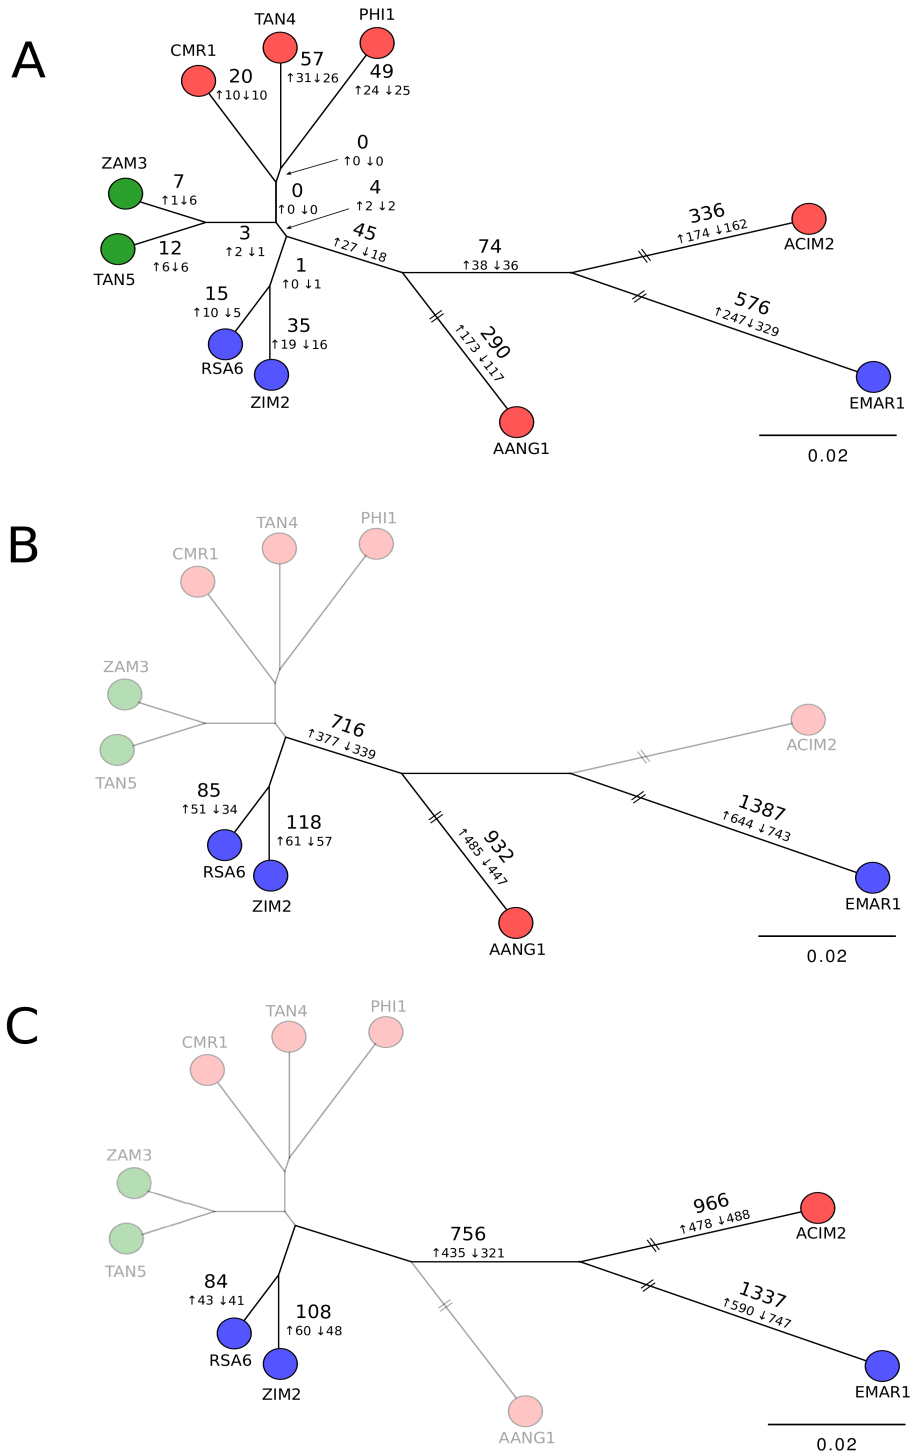 A
CMR1
TAN4
PHI1
20
↑10↓10
57
↑31↓26
49
↑24 ↓25
0
↑0 ↓0
ZAM3
7
↑1↓6
0
↑0 ↓0
4
↑2 ↓2
12
↑6↓6
TAN5
3
↑2 ↓1
45
↑27 ↓18
74
↑38 ↓36
336
↑174 ↓162
ACIM2
1
↑0 ↓1
15
↑10 ↓5
RSA6
35
↑19 ↓16
ZIM2
290
↑173 ↓117
AANG1
576
↑247↓329
EMAR1
0.02
B
CMR1
TAN4
PHI1
ZAM3
TAN5
716
↑377 ↓339
ACIM2
85
↑51 ↓34
RSA6
118
↑61 ↓57
ZIM2
932
↑485 ↓447
AANG1
1387
↑644 ↓743
EMAR1
0.02
C
CMR1
TAN4
PHI1
ZAM3
TAN5
756
↑435 ↓321
966
↑478 ↓488
ACIM2
84
↑43 ↓41
RSA6
108
↑60 ↓48
ZIM2
1337
↑590 ↓747
EMAR1
AANG1
0.02